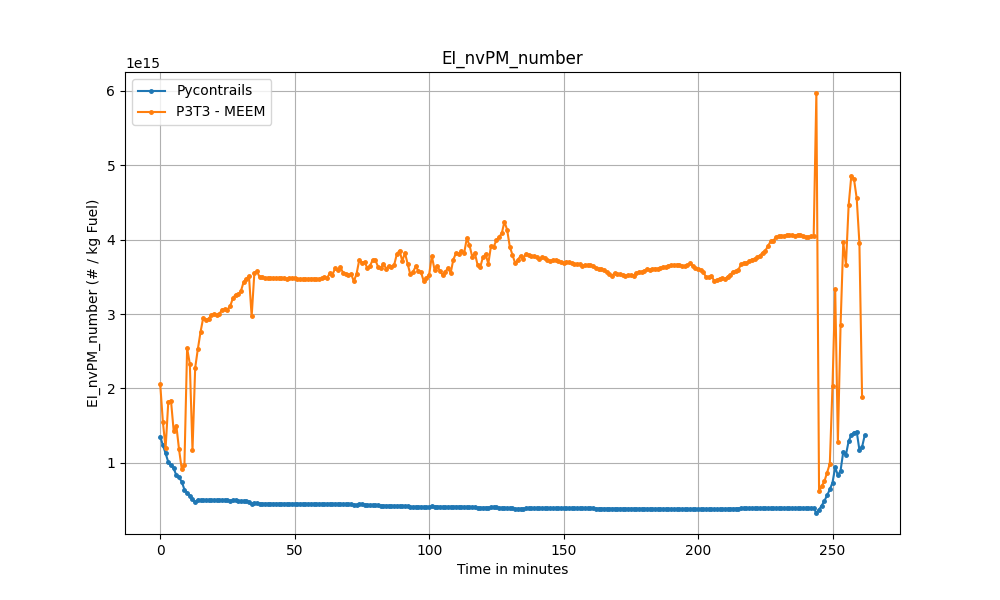 EI_nvPM_number
1e15
Pycontrails
P3T3 - MEEM
6
5
4
3
2
1
EI_nvPM_number (# / kg Fuel)
0 50 100 150 200 250
Time in minutes